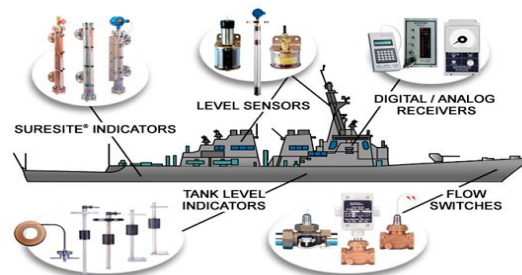 LEVEL SENSORS
DIGITAL / ANALOG
RECEIVERS
SURESITE® INDICATORS
TANK LEVEL
INDICATORS
FLOW
SWITCHES